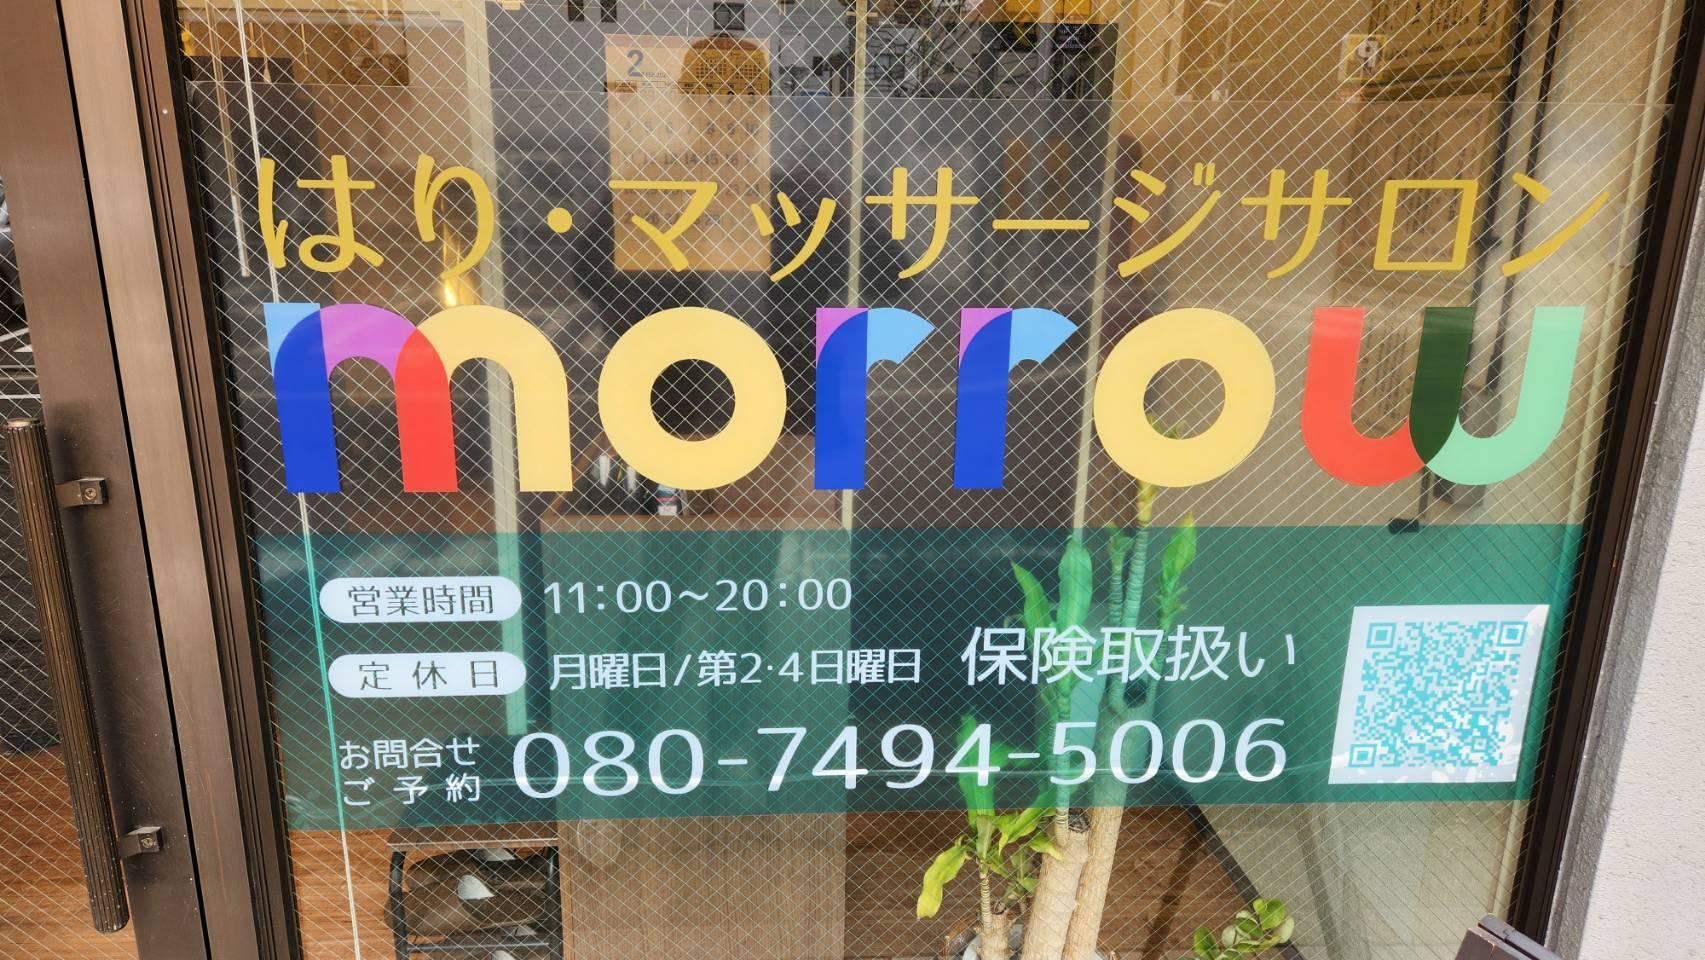 はり・マッサージサロン
morrow
営業時間 11:00～20:00
定休日 月曜日/第2・4日曜日
保険取扱い
お問合せ
ご予約
080-7494-5006
2